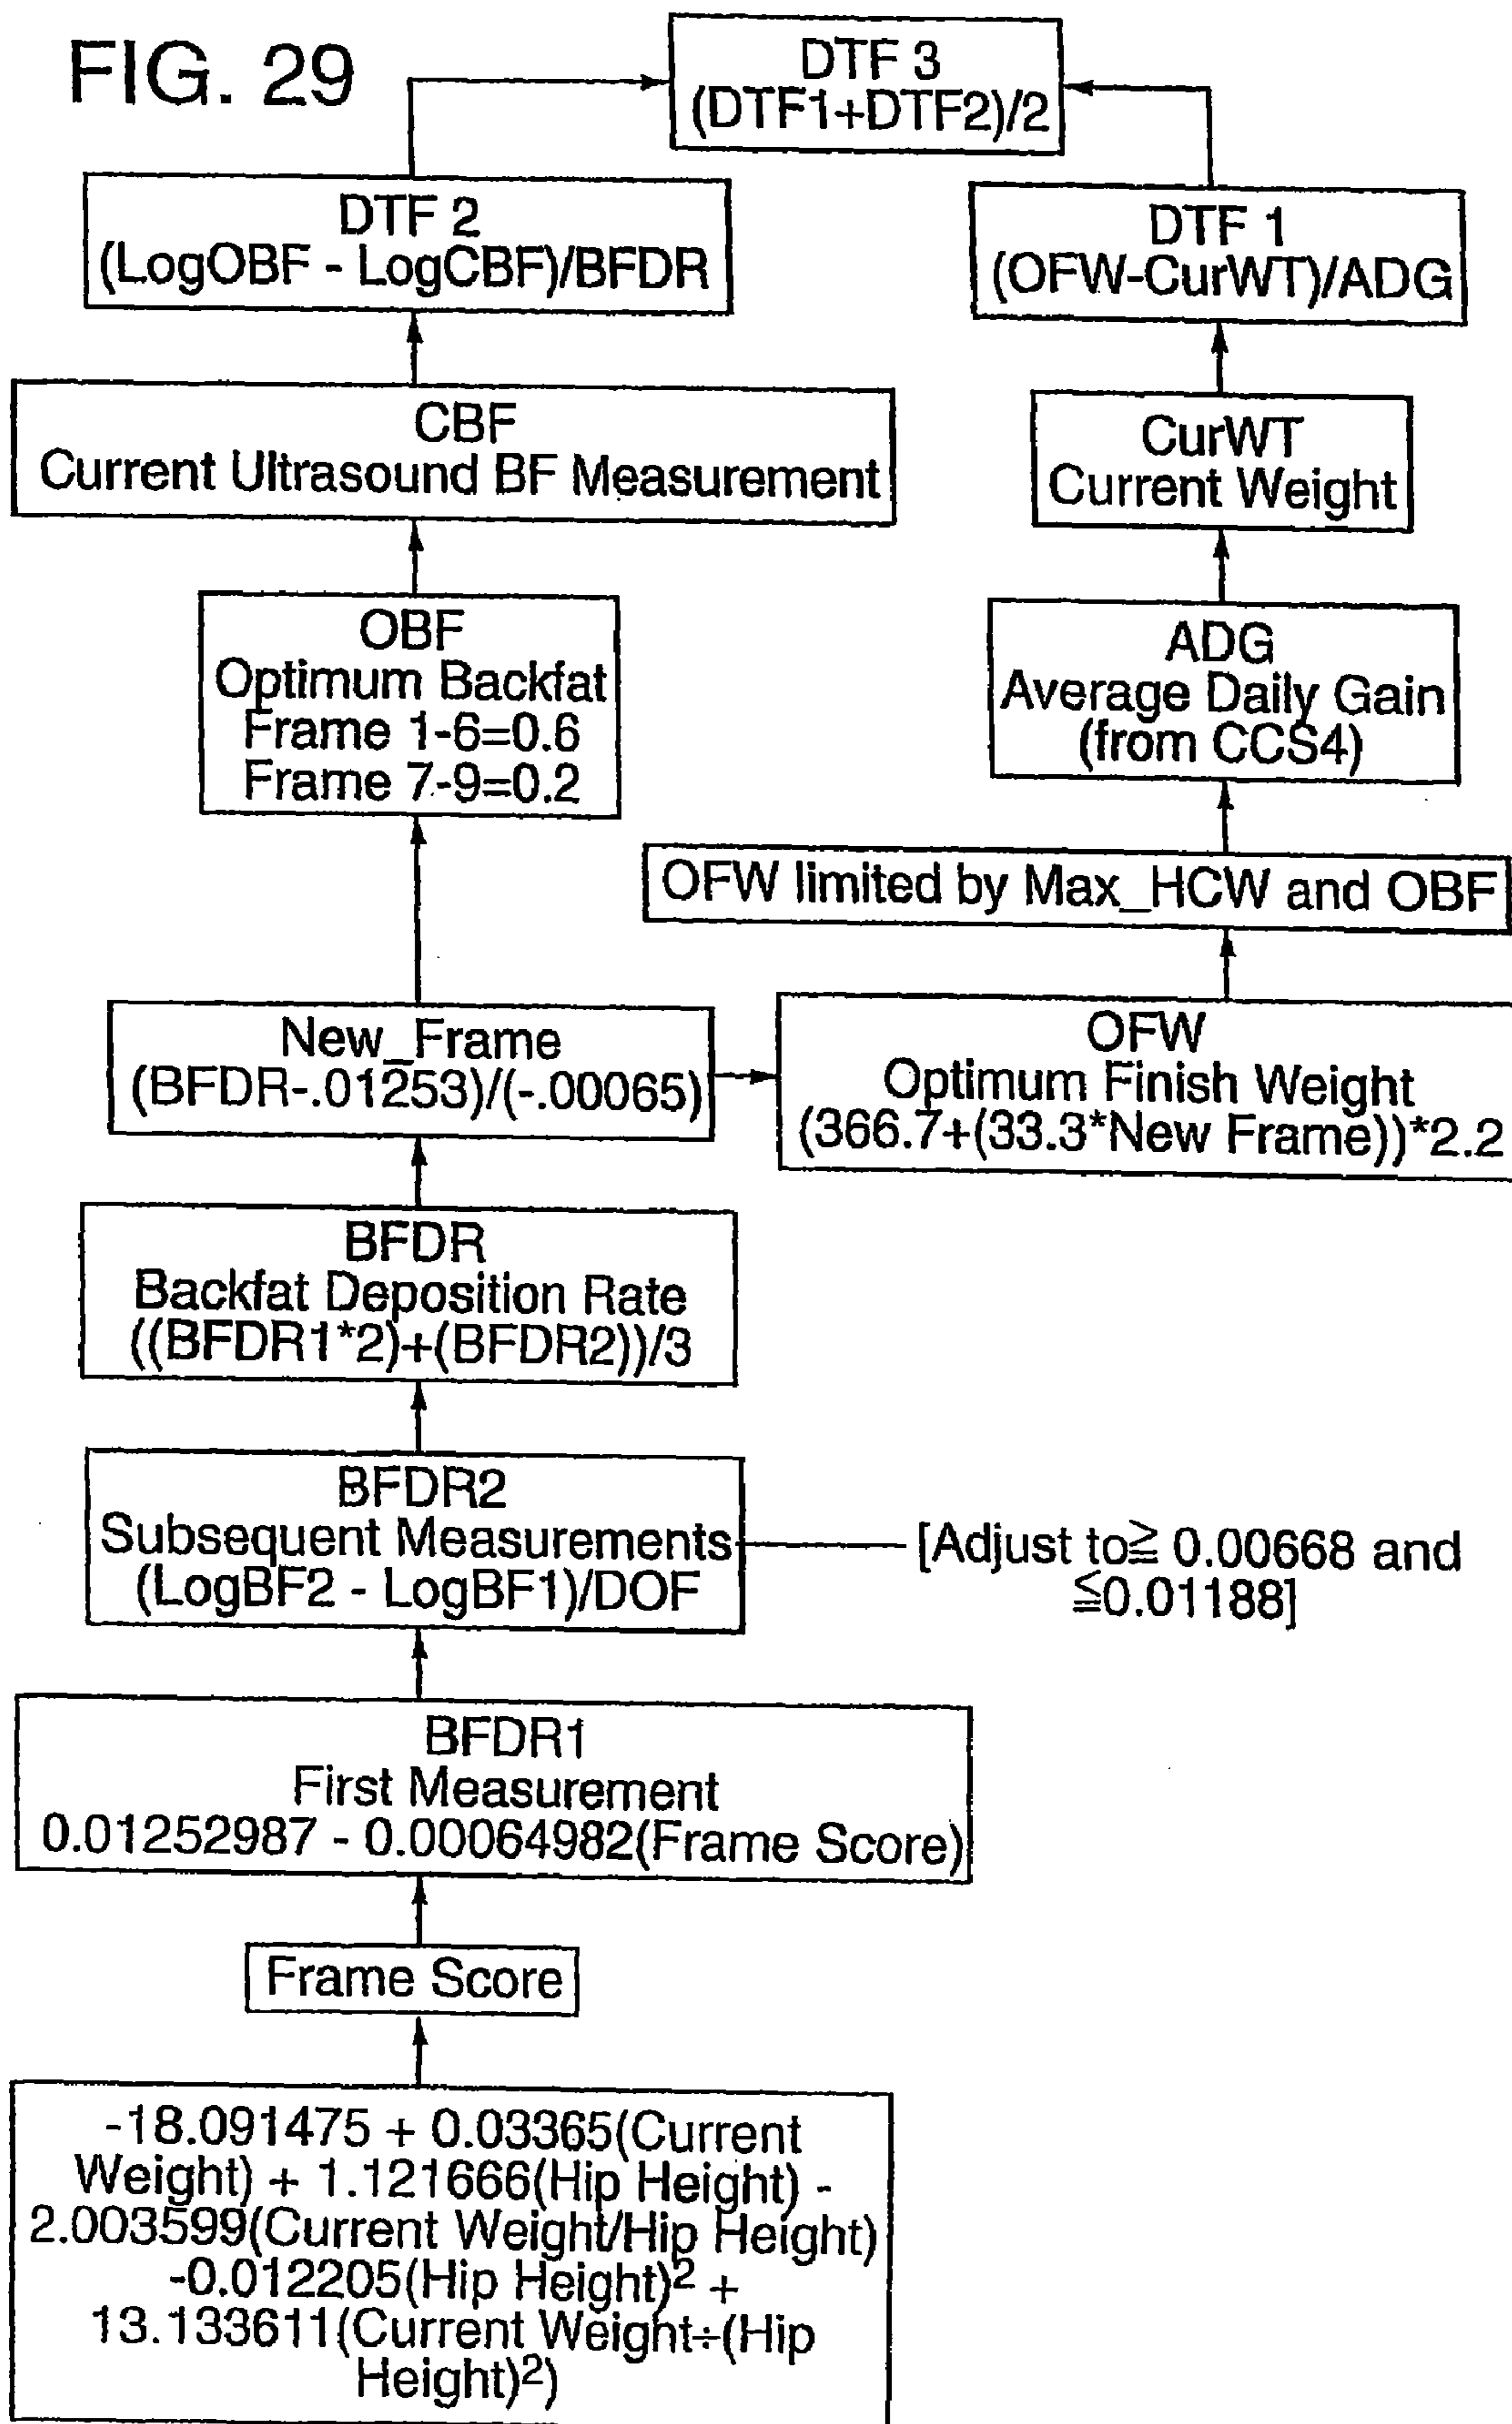 FIG. 29
DTF 3
(DTF1+DTF2)/2
DTF 2
(LogOBF - LogCBF)/BFDR
DTF 1
(OFW-CurWT)/ADG
CBF
Current Ultrasound BF Measurement
CurWT
Current Weight
OBF
Optimum Backfat
Frame 1-6=0.6
Frame 7-9=0.2
ADG
Average Daily Gain
(from CCS4)
OFW limited by Max_HCW and OBF
New_Frame
(BFDR-.01253)/(-.00065)
OFW
Optimum Finish Weight
(366.7+(33.3*New Frame))*2.2
BFDR
Backfat Deposition Rate
((BFDR1*2)+(BFDR2))/3
BFDR2
Subsequent Measurements
(LogBF2 - LogBF1)/DOF
[Adjust to≧ 0.00668 and
≦0.01188]
BFDR1
First Measurement
0.01252987 - 0.00064982(Frame Score)
Frame Score
-18.091475 + 0.03365(Current
Weight) + 1.121666(Hip Height) -
2.003599(Current Weight/Hip Height)
-0.012205(Hip Height)² +
13.133611(Current Weight÷(Hip
Height)²)